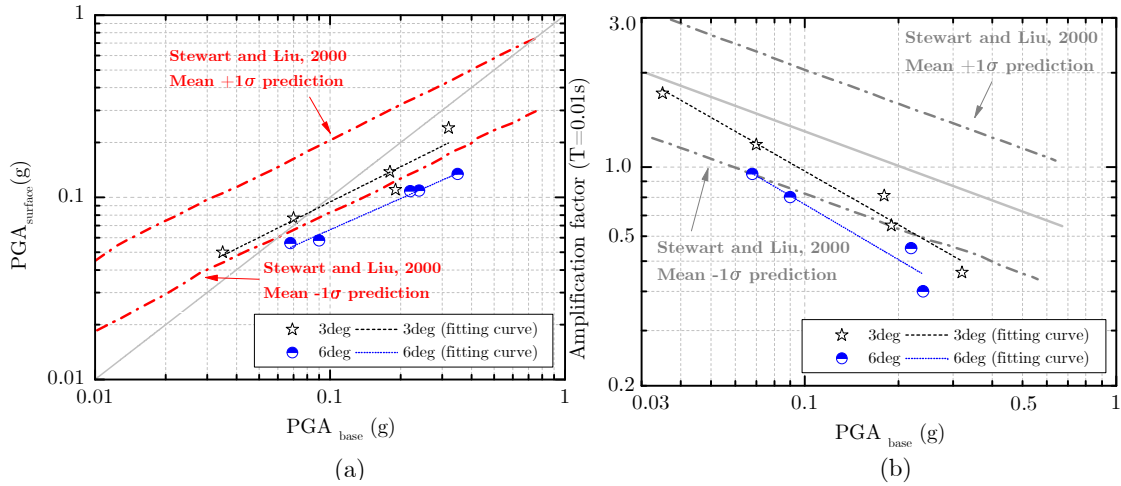 1
0.1
0.01
PGA surface (g)
Stewart and Liu, 2000
Mean +1σ prediction
Stewart and Liu, 2000
Mean -1σ prediction
3deg 3deg (fitting curve)
6deg 6deg (fitting curve)
0.01 0.1 1
PGA base (g)
(a)
3.0
1.0
0.5
0.2
Amplification factor (T=0.01s)
Stewart and Liu, 2000
Mean +1σ prediction
Stewart and Liu, 2000
Mean -1σ prediction
3deg 3deg (fitting curve)
6deg 6deg (fitting curve)
0.03 0.1 0.5 1
PGA base (g)
(b)